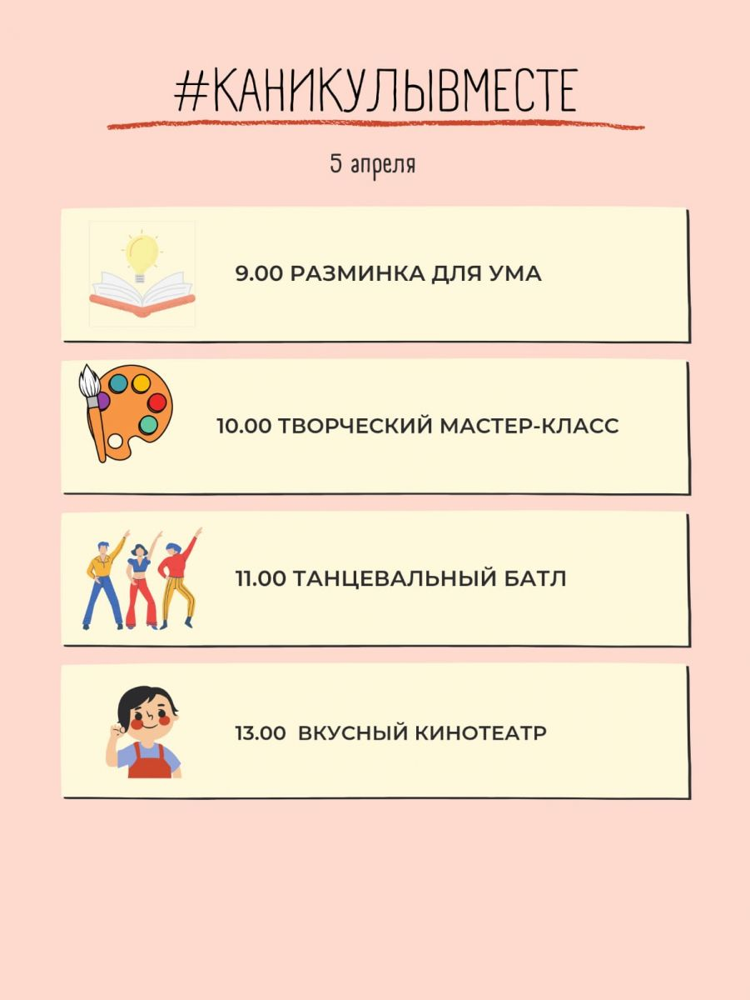 #КАНИКУЛЫВМЕСТЕ
5 апреля
9.00 РАЗМИНКА ДЛЯ УМА
10.00 ТВОРЧЕСКИЙ МАСТЕР-КЛАСС
11.00 ТАНЦЕВАЛЬНЫЙ БАТЛ
13.00 ВКУСНЫЙ КИНОТЕАТР